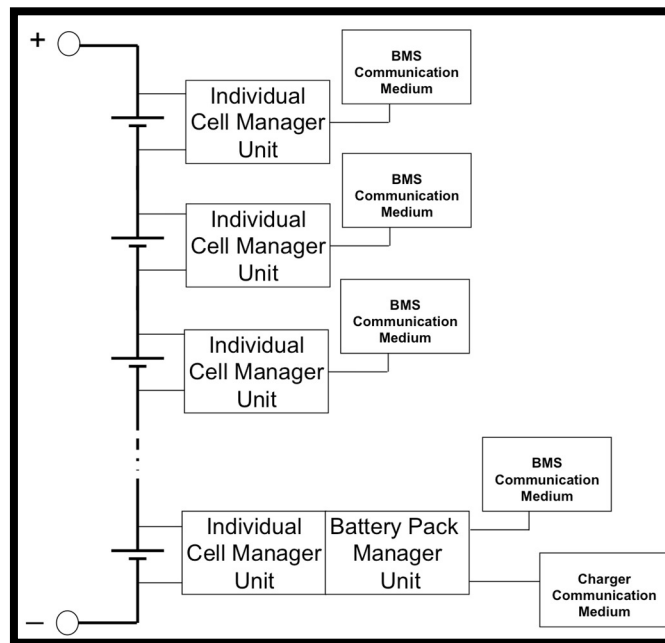 +
BMS
Communication
Medium
Individual
Cell Manager
Unit
BMS
Communication
Medium
Individual
Cell Manager
Unit
BMS
Communication
Medium
Individual
Cell Manager
Unit
BMS
Communication
Medium
Individual
Cell Manager
Unit
Battery Pack
Manager
Unit
Charger
Communication
Medium
–